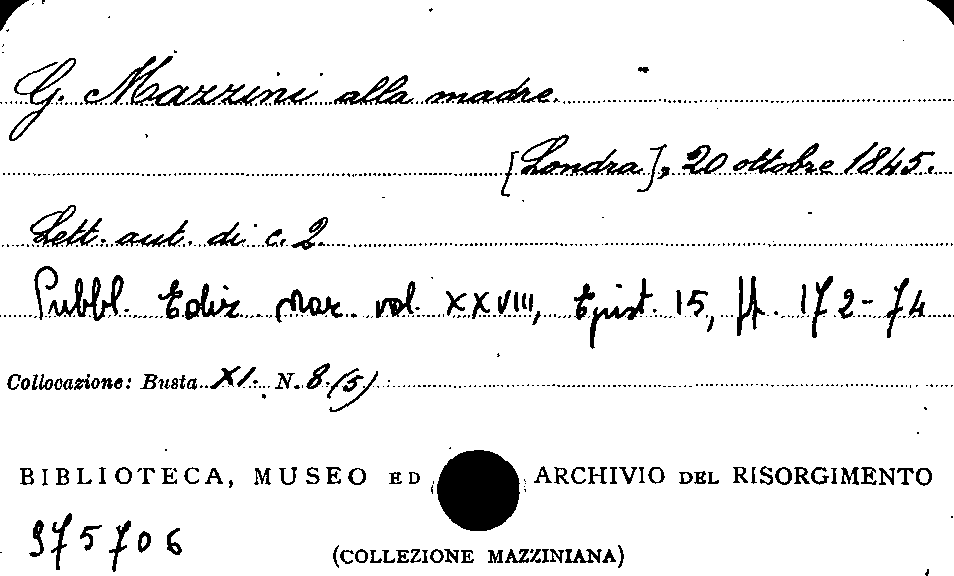 G. Mazzini alla madre.
[Londra], 20 ottobre 1845.
Lett. aut. di c. 2.
Pubbl. Ediz. Naz. vol. XXVIII, Epist. 15, pp. 172-74
Collocazione: Busta XI. N. 8 (5)
BIBLIOTECA, MUSEO ED ARCHIVIO DEL RISORGIMENTO
975706
(COLLEZIONE MAZZINIANA)